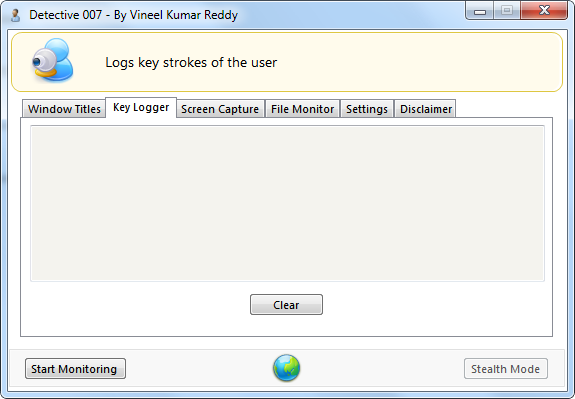 Detective 007 - By Vineel Kumar Reddy
Logs key strokes of the user
Window Titles Key Logger Screen Capture File Monitor Settings Disclaimer
Clear
Start Monitoring Stealth Mode